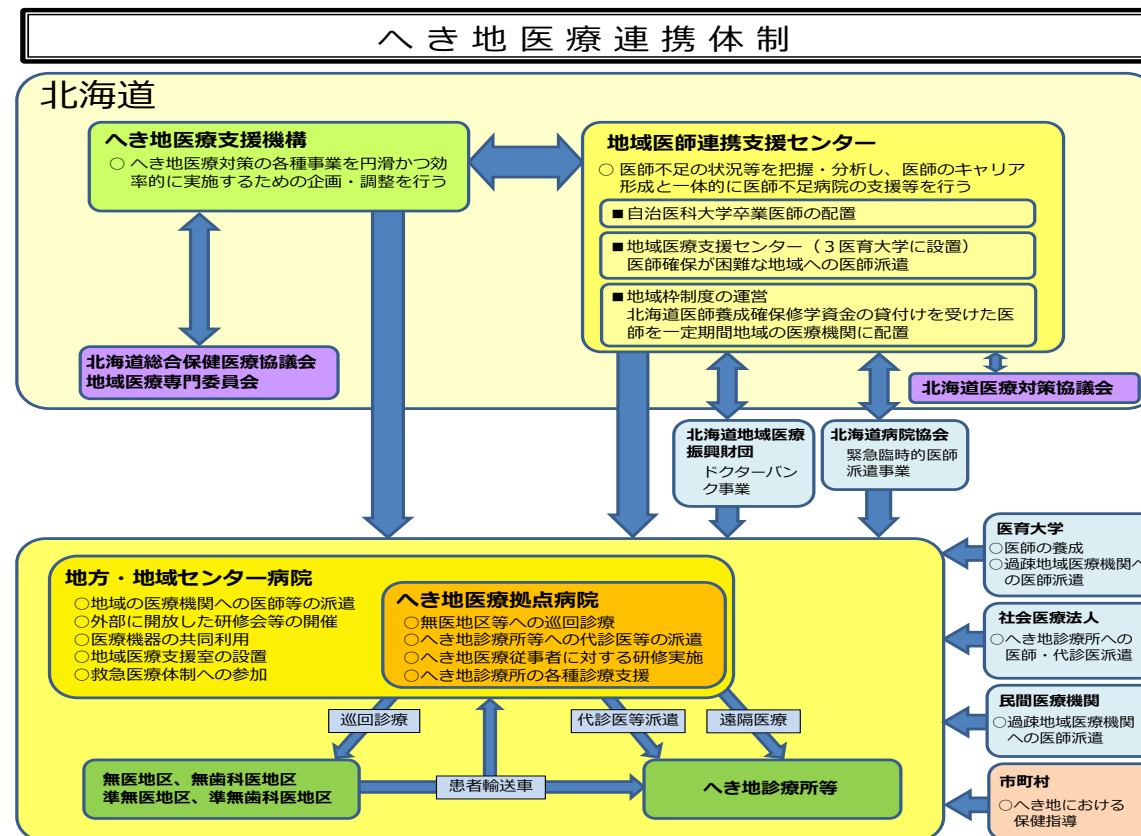 へき地医療連携体制
北海道
へき地医療支援機構
○ へき地医療対策の各種事業を円滑かつ効
率的に実施するための企画・調整を行う
地域医師連携支援センター
○ 医師不足の状況等を把握・分析し、医師のキャリア
形成と一体的に医師不足病院の支援等を行う
■自治医科大学卒業医師の配置
■地域医療支援センター（３医育大学に設置）
医師確保が困難な地域への医師派遣
■地域枠制度の運営
北海道医師養成確保修学資金の貸付けを受けた医
師を一定期間地域の医療機関に配置
北海道総合保健医療協議会
地域医療専門委員会
北海道医療対策協議会
北海道地域医療
振興財団
ドクターバン
ク事業
北海道病院協会
緊急臨時的医師
派遣事業
地方・地域センター病院
○地域の医療機関への医師等の派遣
○外部に開放した研修会等の開催
○医療機器の共同利用
○地域医療支援室の設置
○救急医療体制への参加
へき地医療拠点病院
○無医地区等への巡回診療
○へき地診療所等への代診医等の派遣
○へき地医療従事者に対する研修実施
○へき地診療所の各種診療支援
巡回診療
代診医等派遣
遠隔医療
無医地区、無歯科医地区
準無医地区、準無歯科医地区
患者輸送車
へき地診療所等
医育大学
○医師の養成
○過疎地域医療機関へ
の医師派遣
社会医療法人
○へき地診療所への
医師・代診医派遣
民間医療機関
○過疎地域医療機関
への医師派遣
市町村
○へき地における
保健指導